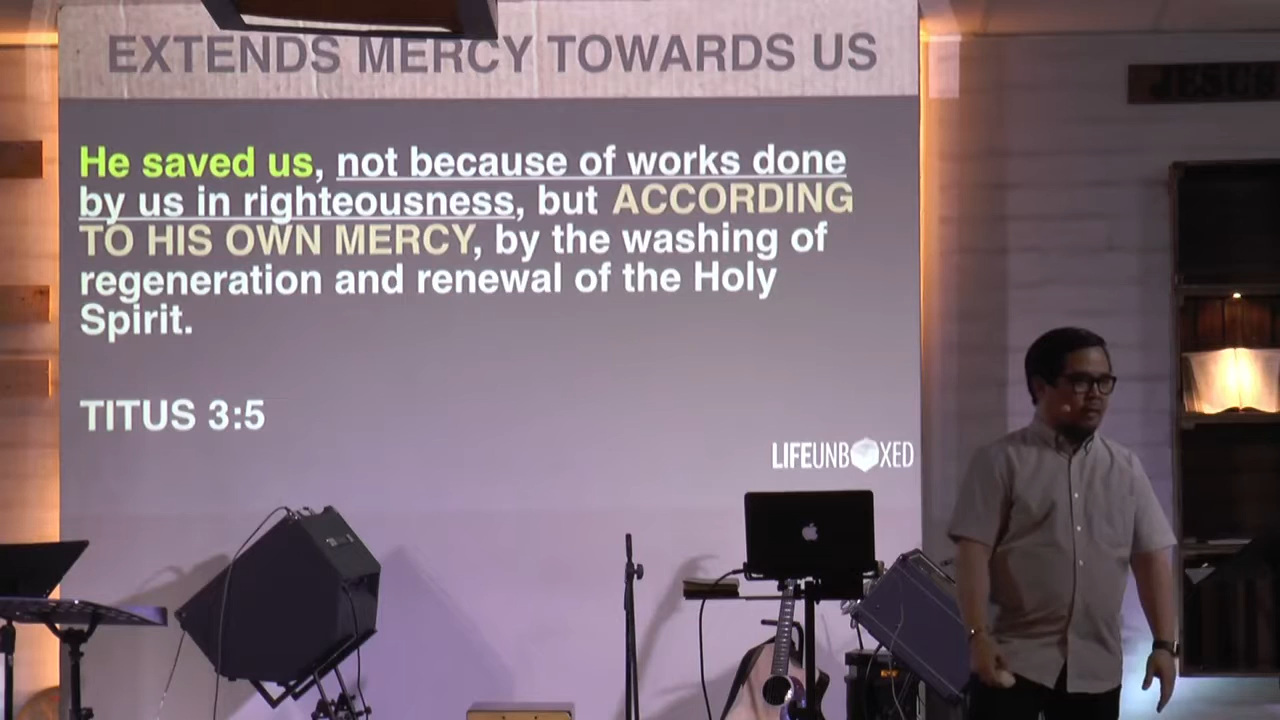 EXTENDS MERCY TOWARDS US
He saved us, not because of works done
by us in righteousness, but ACCORDING
TO HIS OWN MERCY, by the washing of
regeneration and renewal of the Holy
Spirit.
TITUS 3:5
LIFEUNBOXED
JESUS